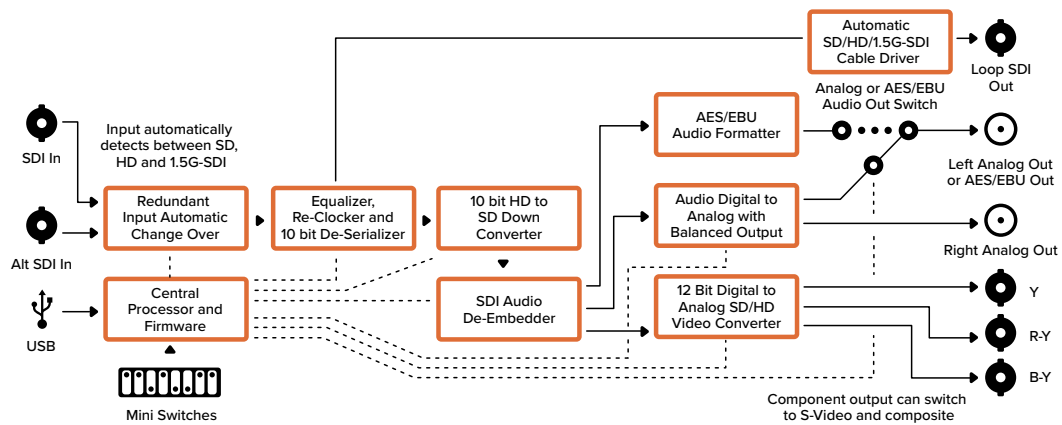 Automatic
SD/HD/1.5G-SDI
Cable Driver
Loop SDI
Out
Analog or AES/EBU
Audio Out Switch
SDI In
Input automatically
detects between SD,
HD and 1.5G-SDI
AES/EBU
Audio Formatter
Left Analog Out
or AES/EBU Out
Alt SDI In
Redundant
Input Automatic
Change Over
Equalizer,
Re-Clocker and
10 bit De-Serializer
10 bit HD to
SD Down
Converter
Audio Digital to
Analog with
Balanced Output
Right Analog Out
USB
Central
Processor and
Firmware
SDI Audio
De-Embedder
12 Bit Digital to
Analog SD/HD
Video Converter
Y
R-Y
B-Y
Mini Switches
Component output can switch
to S-Video and composite